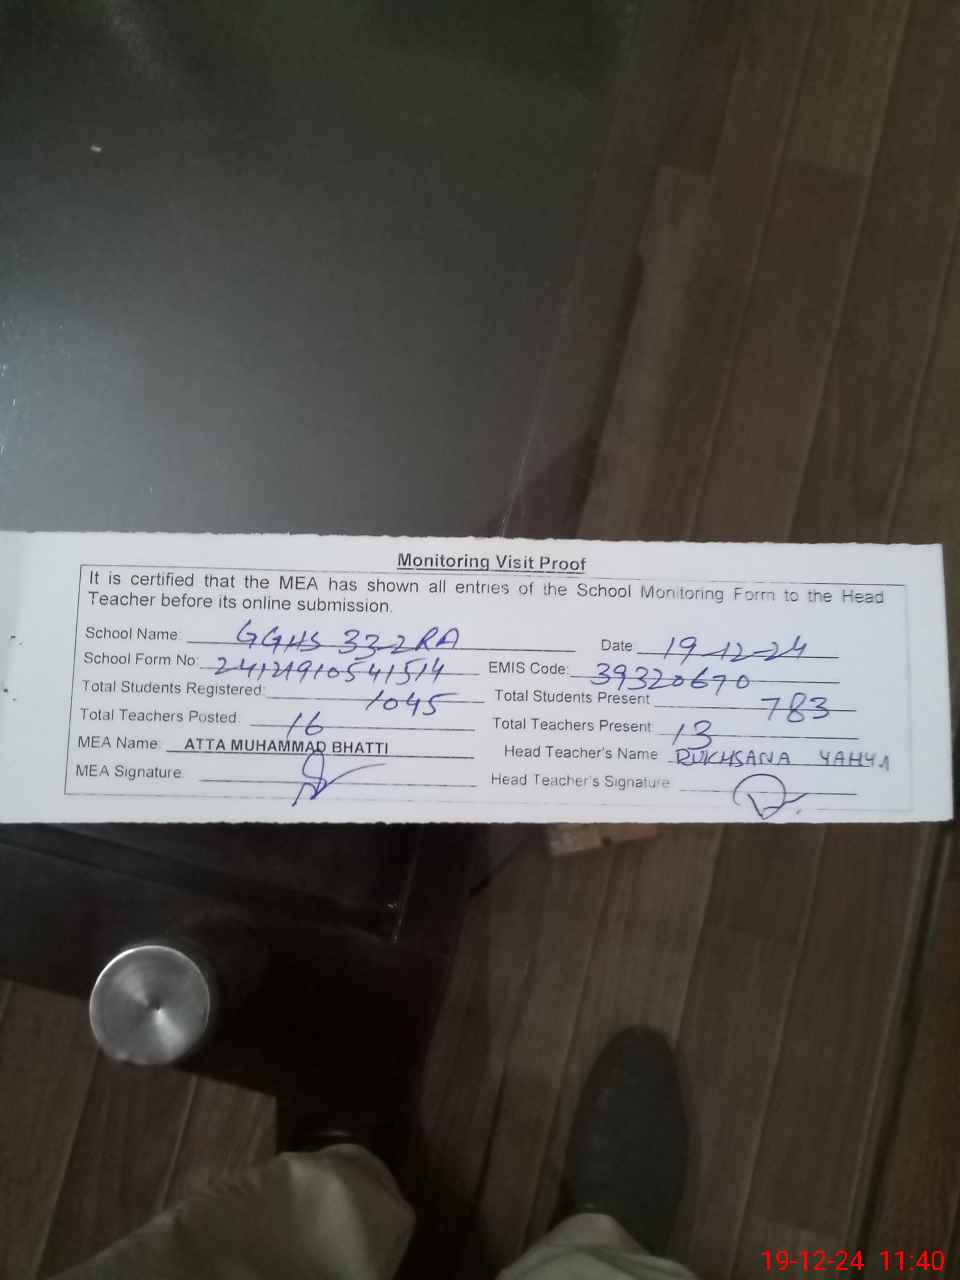 Monitoring Visit Proof
It is certified that the MEA has shown all entries of the School Monitoring Form to the Head
Teacher before its online submission.
School Name: GGHS 33-2RA Date: 19-12-24
School Form No: 24121910541514 EMIS Code: 39320670
Total Students Registered: 1045 Total Students Present 783
Total Teachers Posted: 16 Total Teachers Present: 13
MEA Name: ATTA MUHAMMAD BHATTI Head Teacher's Name RUKHSANA YAHYA
MEA Signature Head Teacher's Signature
19-12-24 11:40